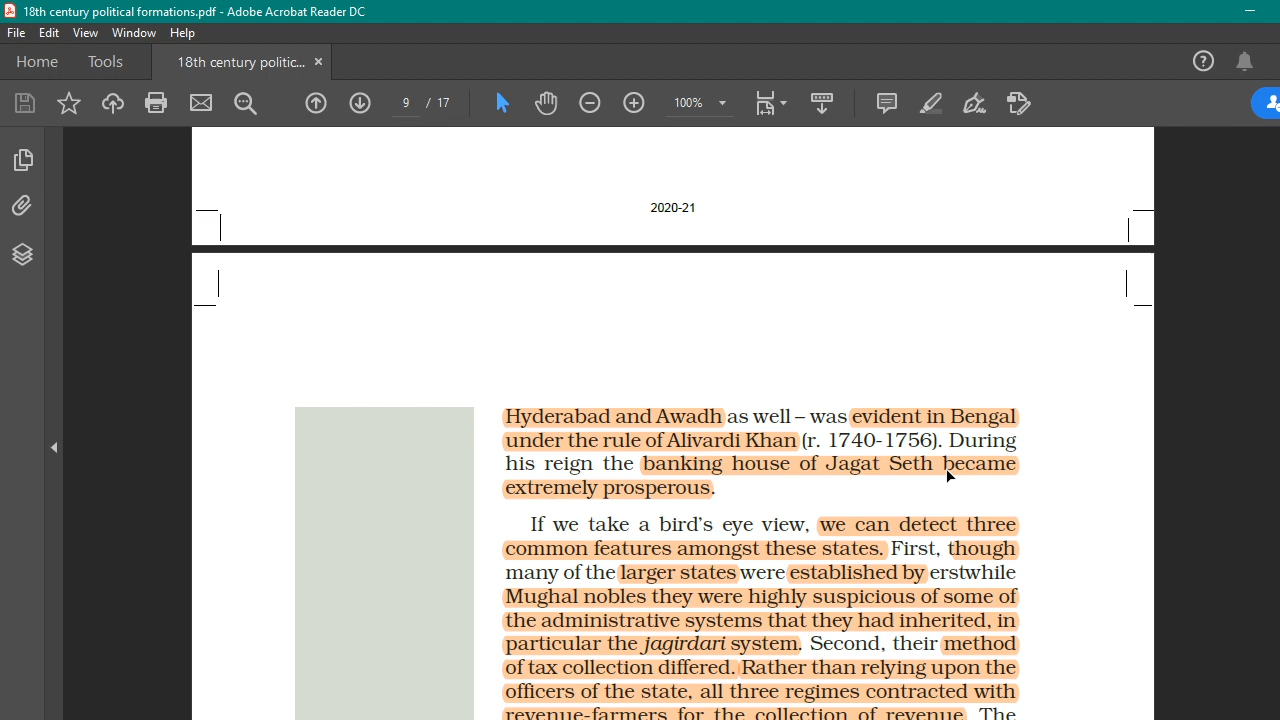 18th century political formations.pdf - Adobe Acrobat Reader DC
File Edit View Window Help
Home Tools 18th century politic... ×
9 / 17 100%
2020-21
Hyderabad and Awadh as well – was evident in Bengal
under the rule of Alivardi Khan (r. 1740-1756). During
his reign the banking house of Jagat Seth became
extremely prosperous.
If we take a bird's eye view, we can detect three
common features amongst these states. First, though
many of the larger states were established by erstwhile
Mughal nobles they were highly suspicious of some of
the administrative systems that they had inherited, in
particular the jagirdari system. Second, their method
of tax collection differed. Rather than relying upon the
officers of the state, all three regimes contracted with
revenue-farmers for the collection of revenue. The